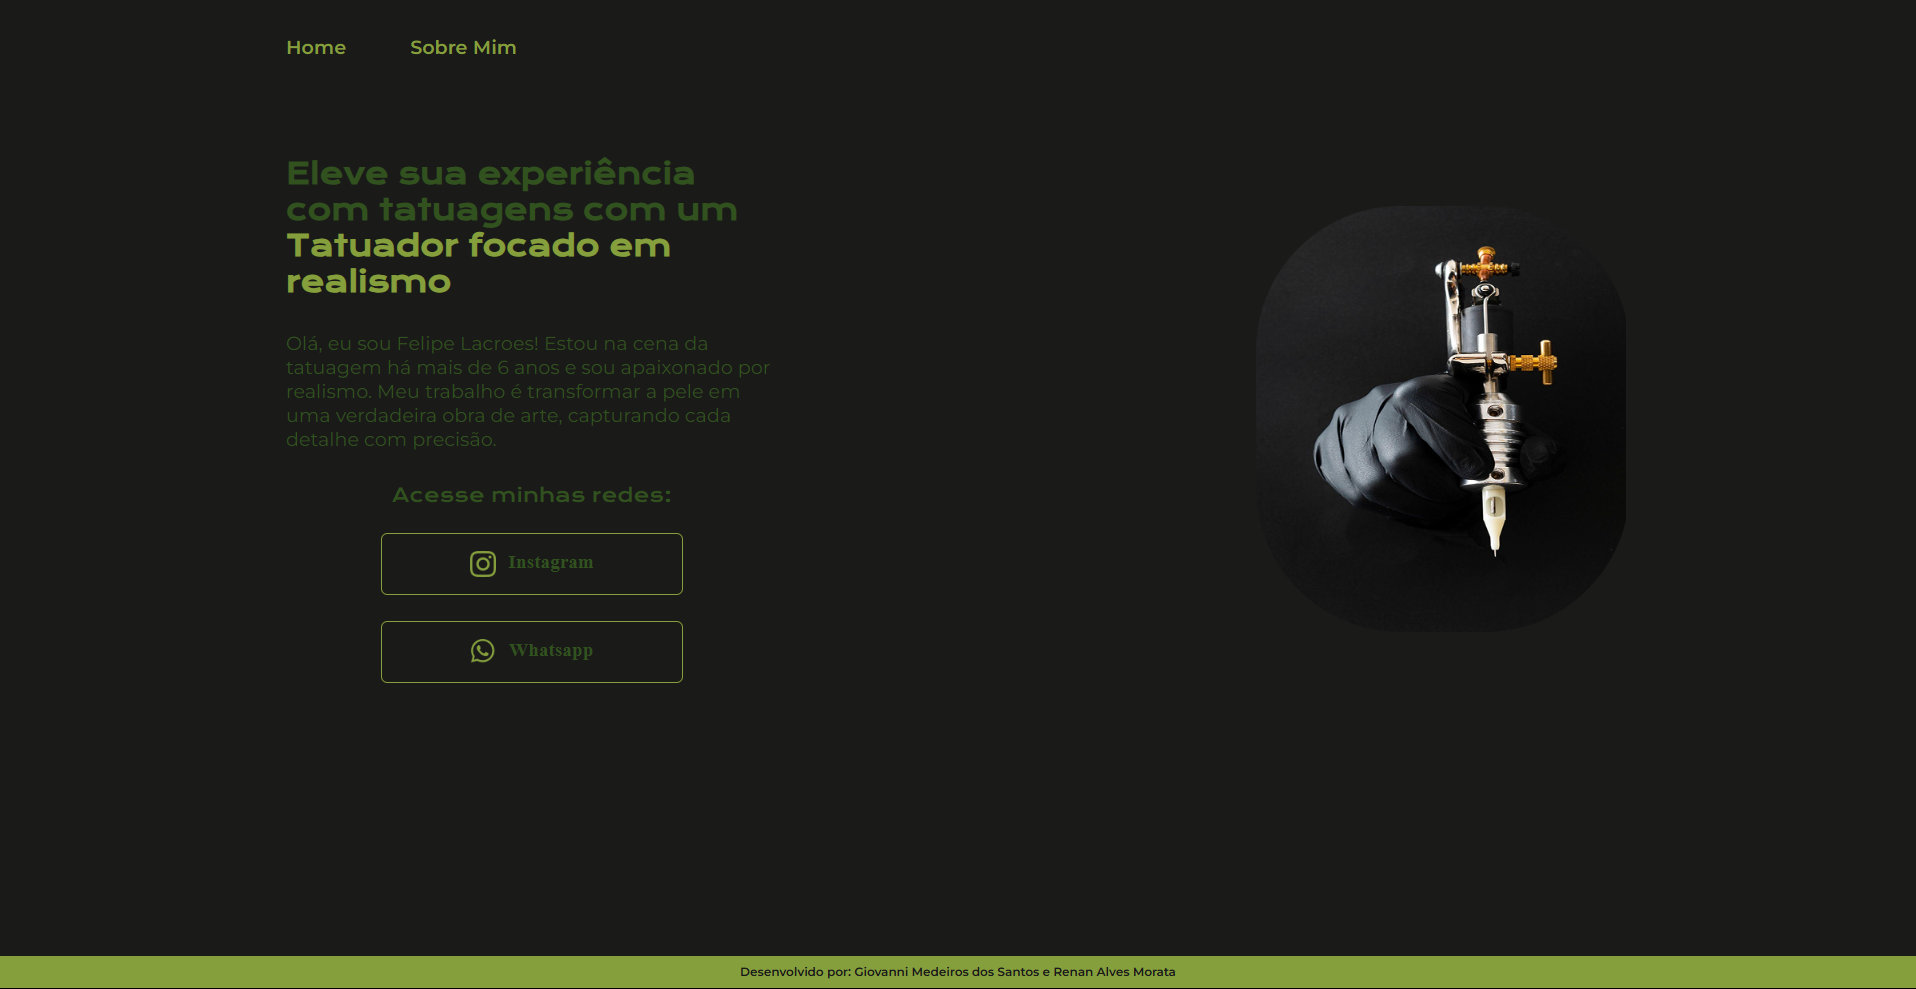 Home Sobre Mim
Eleve sua experiência
com tatuagens com um
Tatuador focado em
realismo
Olá, eu sou Felipe Lacroes! Estou na cena da
tatuagem há mais de 6 anos e sou apaixonado por
realismo. Meu trabalho é transformar a pele em
uma verdadeira obra de arte, capturando cada
detalhe com precisão.
Acesse minhas redes:
Instagram
Whatsapp
Desenvolvido por: Giovanni Medeiros dos Santos e Renan Alves Morata